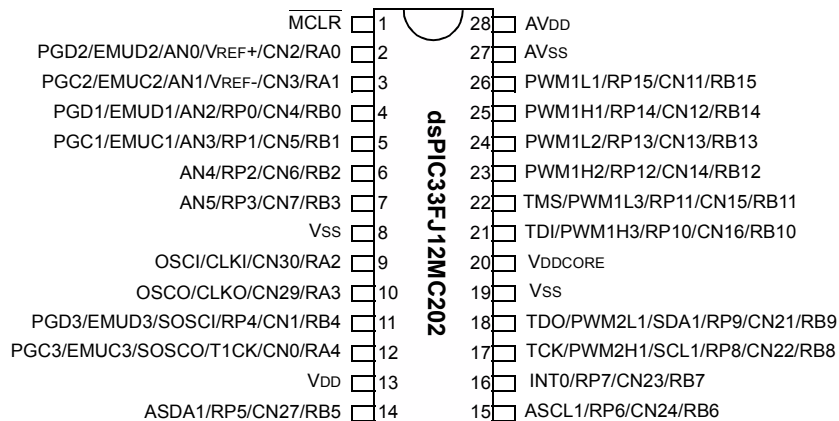 MCLR 1 28 AVDD
PGD2/EMUD2/AN0/VREF+/CN2/RA0 2 27 AVSS
PGC2/EMUC2/AN1/VREF-/CN3/RA1 3 26 PWM1L1/RP15/CN11/RB15
PGD1/EMUD1/AN2/RP0/CN4/RB0 4 25 PWM1H1/RP14/CN12/RB14
PGC1/EMUC1/AN3/RP1/CN5/RB1 5 24 PWM1L2/RP13/CN13/RB13
AN4/RP2/CN6/RB2 6 23 PWM1H2/RP12/CN14/RB12
AN5/RP3/CN7/RB3 7 22 TMS/PWM1L3/RP11/CN15/RB11
VSS 8 21 TDI/PWM1H3/RP10/CN16/RB10
OSCI/CLKI/CN30/RA2 9 20 VDDCORE
OSCO/CLKO/CN29/RA3 10 19 VSS
PGD3/EMUD3/SOSCI/RP4/CN1/RB4 11 18 TDO/PWM2L1/SDA1/RP9/CN21/RB9
PGC3/EMUC3/SOSCO/T1CK/CN0/RA4 12 17 TCK/PWM2H1/SCL1/RP8/CN22/RB8
VDD 13 16 INT0/RP7/CN23/RB7
ASDA1/RP5/CN27/RB5 14 15 ASCL1/RP6/CN24/RB6
dsPIC33FJ12MC202